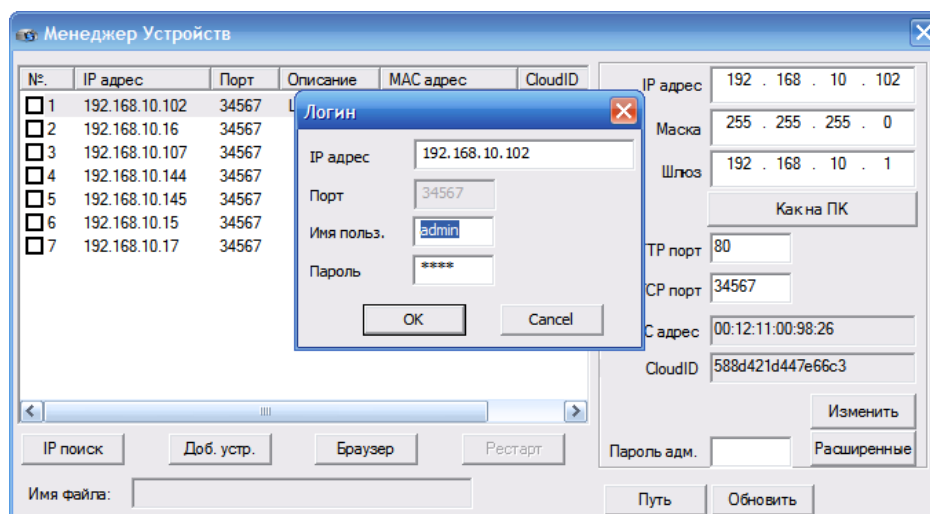 Менеджер Устройств
№. IP адрес Порт Описание MAC адрес CloudID
1 192.168.10.102 34567
2 192.168.10.16 34567
3 192.168.10.107 34567
4 192.168.10.144 34567
5 192.168.10.145 34567
6 192.168.10.15 34567
7 192.168.10.17 34567
Логин
IP адрес 192.168.10.102
Порт 34567
Имя польз. admin
Пароль ****
OK Cancel
IP адрес 192 . 168 . 10 . 102
Маска 255 . 255 . 255 . 0
Шлюз 192 . 168 . 10 . 1
Как на ПК
TP порт 80
CP порт 34567
C адрес 00:12:11:00:98:26
CloudID 588d421d447e66c3
Изменить
IP поиск Доб. устр. Браузер Рестарт
Пароль адм. Расширенные
Имя файла:
Путь Обновить